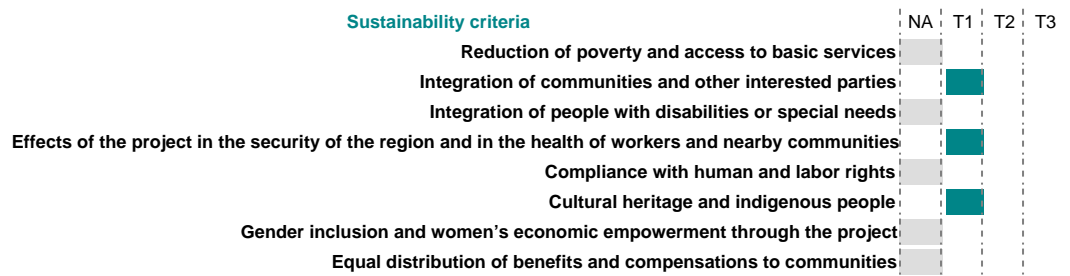 Sustainability criteria NA T1 T2 T3
Reduction of poverty and access to basic services
Integration of communities and other interested parties
Integration of people with disabilities or special needs
Effects of the project in the security of the region and in the health of workers and nearby communities
Compliance with human and labor rights
Cultural heritage and indigenous people
Gender inclusion and women’s economic empowerment through the project
Equal distribution of benefits and compensations to communities